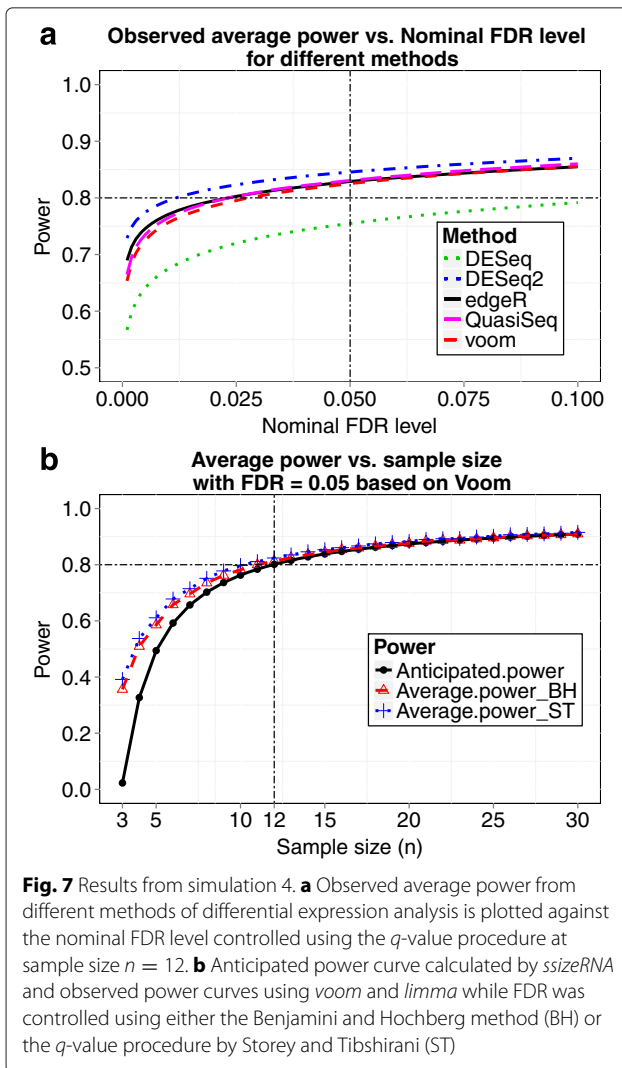 a
Observed average power vs. Nominal FDR level
for different methods
1.0
0.9
0.8
0.7
0.6
0.5
Power
Method
DESeq
DESeq2
edgeR
QuasiSeq
voom
0.000 0.025 0.050 0.075 0.100
Nominal FDR level
b
Average power vs. sample size
with FDR = 0.05 based on Voom
1.0
0.8
0.6
0.4
0.2
0.0
Power
Power
Anticipated.power
Average.power_BH
Average.power_ST
3 5 10 12 15 20 25 30
Sample size (n)
Fig. 7 Results from simulation 4. a Observed average power from
different methods of differential expression analysis is plotted against
the nominal FDR level controlled using the q-value procedure at
sample size n = 12. b Anticipated power curve calculated by ssizeRNA
and observed power curves using voom and limma while FDR was
controlled using either the Benjamini and Hochberg method (BH) or
the q-value procedure by Storey and Tibshirani (ST)